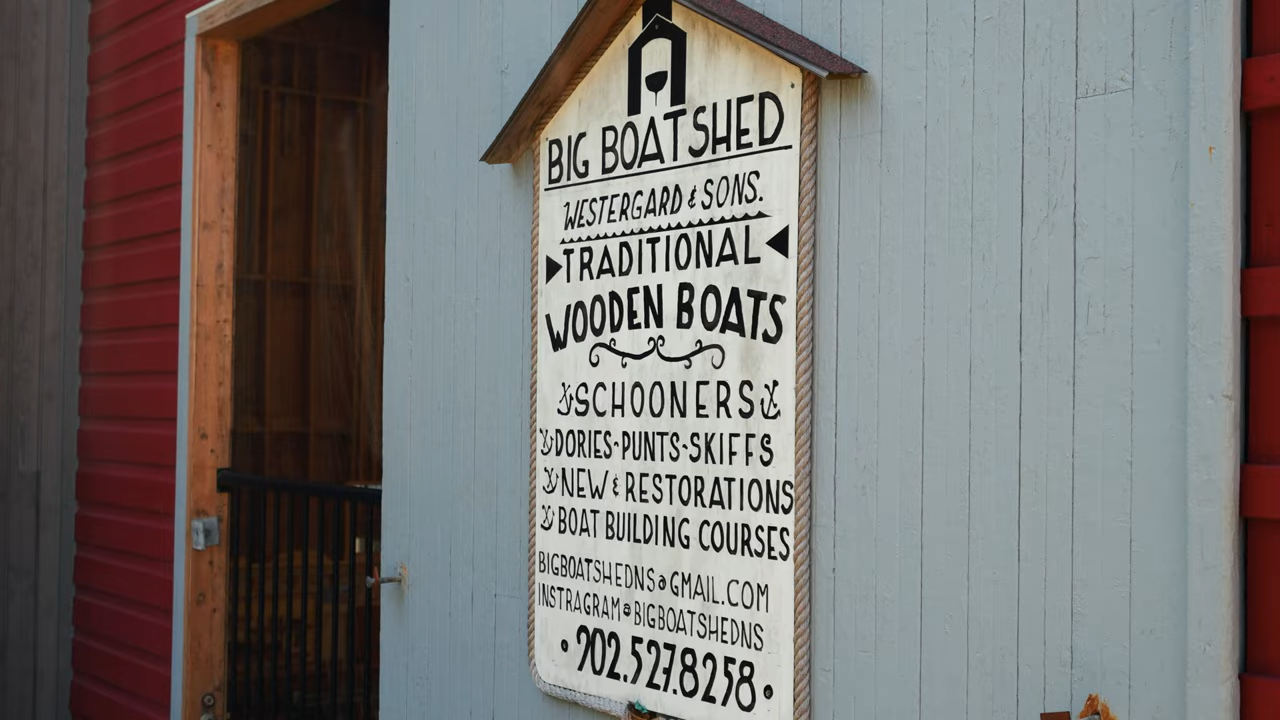 BIG BOATSHED
WESTERGARD & SONS.
TRADITIONAL
WOODEN BOATS
SCHOONERS
DORIES-PUNTS-SKIFFS
NEW & RESTORATIONS
BOAT BUILDING COURSES
BIGBOATSHEDNS@GMAIL.COM
INSTRAGRAM@BIGBOATSHEDNS
• 902.527.8258 •